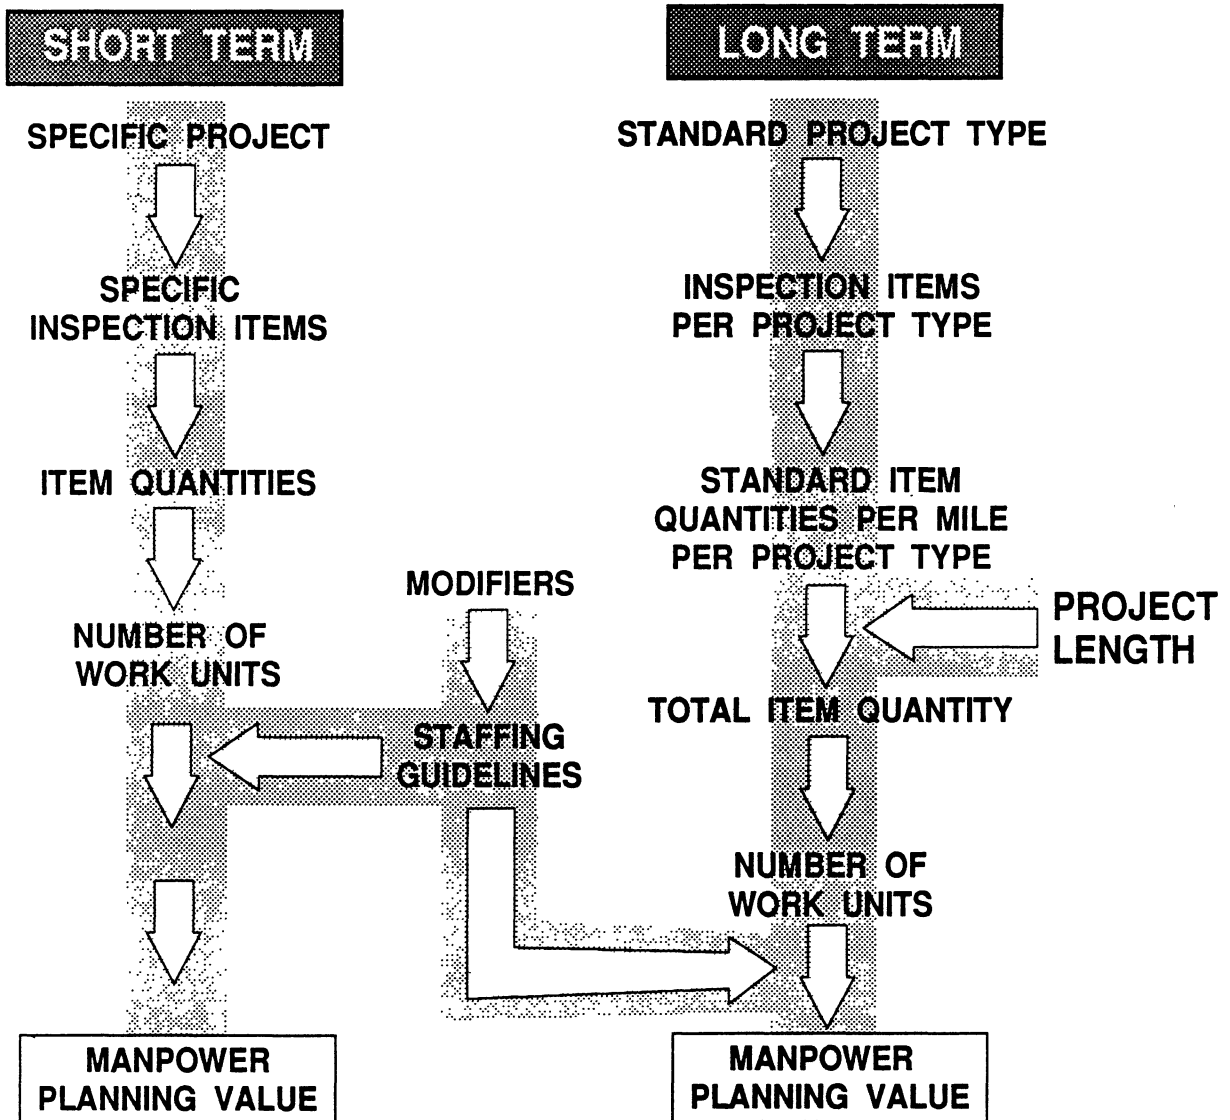 SHORT TERM
SPECIFIC PROJECT
SPECIFIC
INSPECTION ITEMS
ITEM QUANTITIES
NUMBER OF
WORK UNITS
MANPOWER
PLANNING VALUE
MODIFIERS
STAFFING
GUIDELINES
LONG TERM
STANDARD PROJECT TYPE
INSPECTION ITEMS
PER PROJECT TYPE
STANDARD ITEM
QUANTITIES PER MILE
PER PROJECT TYPE
PROJECT
LENGTH
TOTAL ITEM QUANTITY
NUMBER OF
WORK UNITS
MANPOWER
PLANNING VALUE